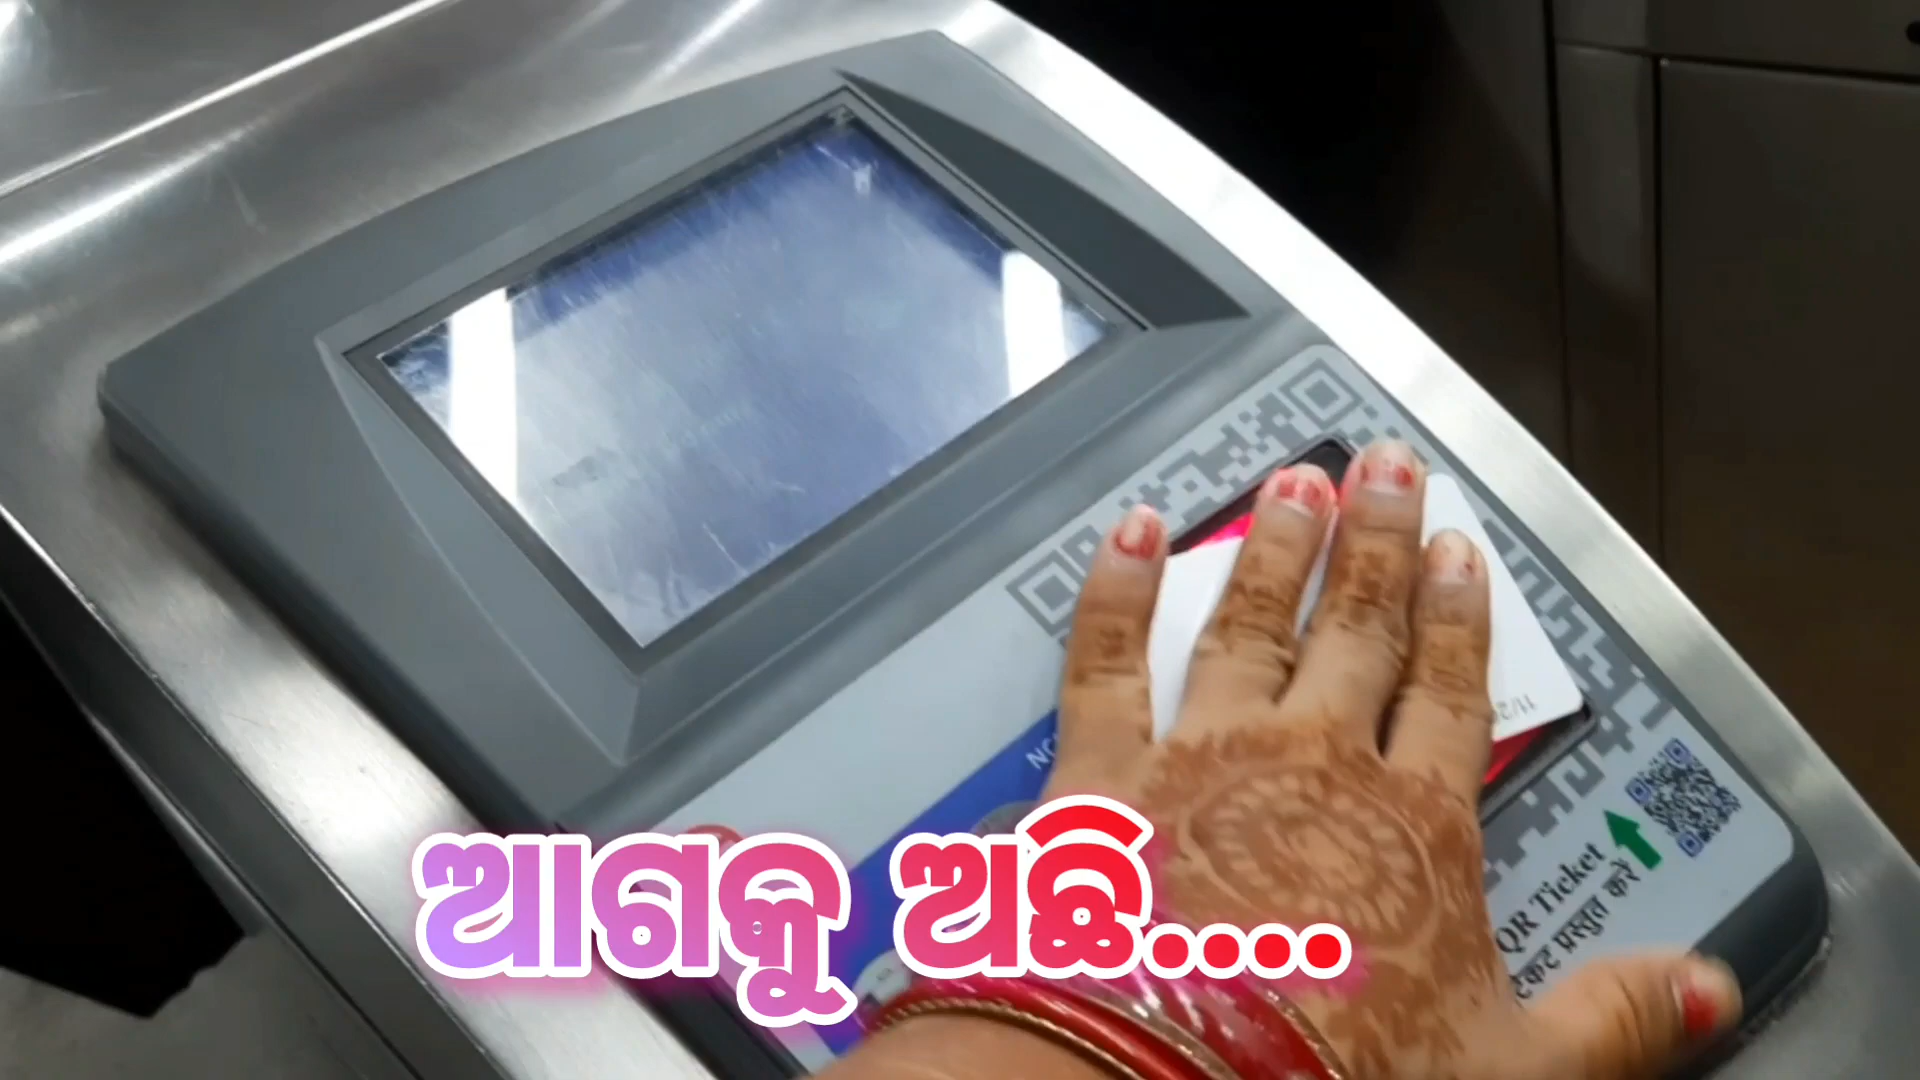 ଆଗକୁ ଅଛି....
QR Ticket
टिकट प्रस्तुत करें